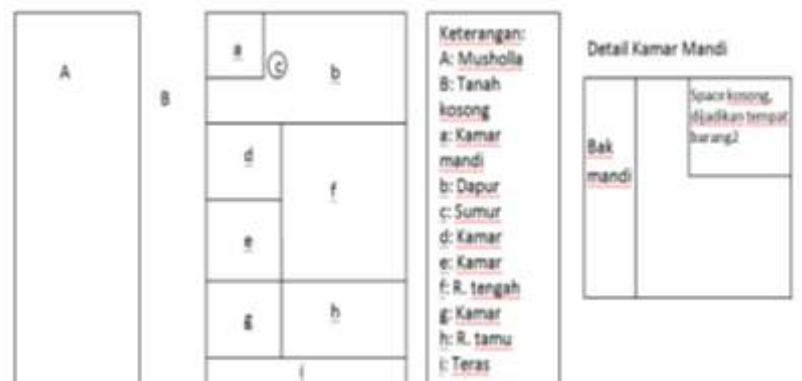 A
B
a
c
b
d
f
e
g
h
i
Keterangan:
A: Musholla
B: Tanah
kosong
a: Kamar
mandi
b: Dapur
c: Sumur
d: Kamar
e: Kamar
f: R. tengah
g: Kamar
h: R. tamu
i: Teras
Detail Kamar Mandi
Bak
mandi
Space kosong,
dijadikan tempat
barang2